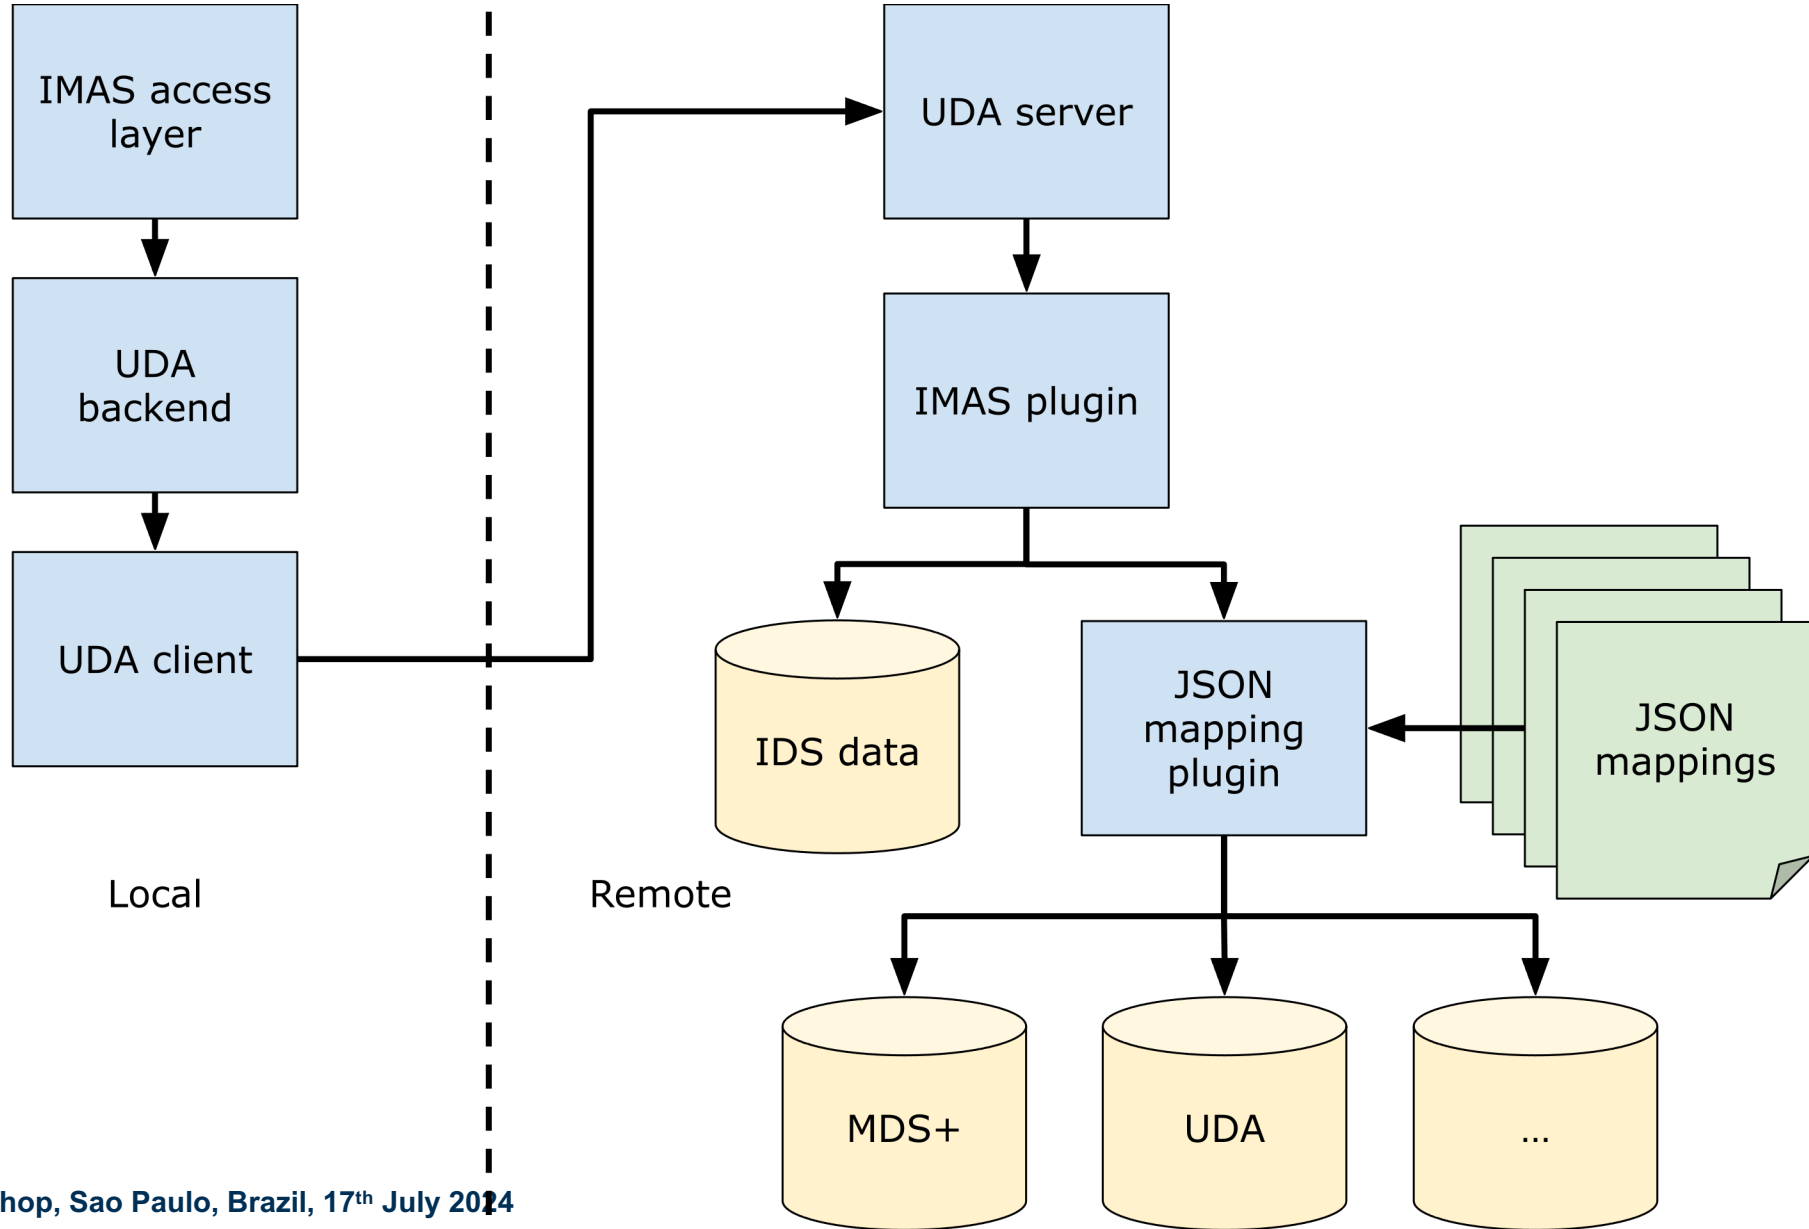 IMAS access
layer
UDA
backend
UDA client
Local
UDA server
IMAS plugin
IDS data
JSON
mapping
plugin
JSON
mappings
Remote
MDS+
UDA
...
hop, Sao Paulo, Brazil, 17th July 2024